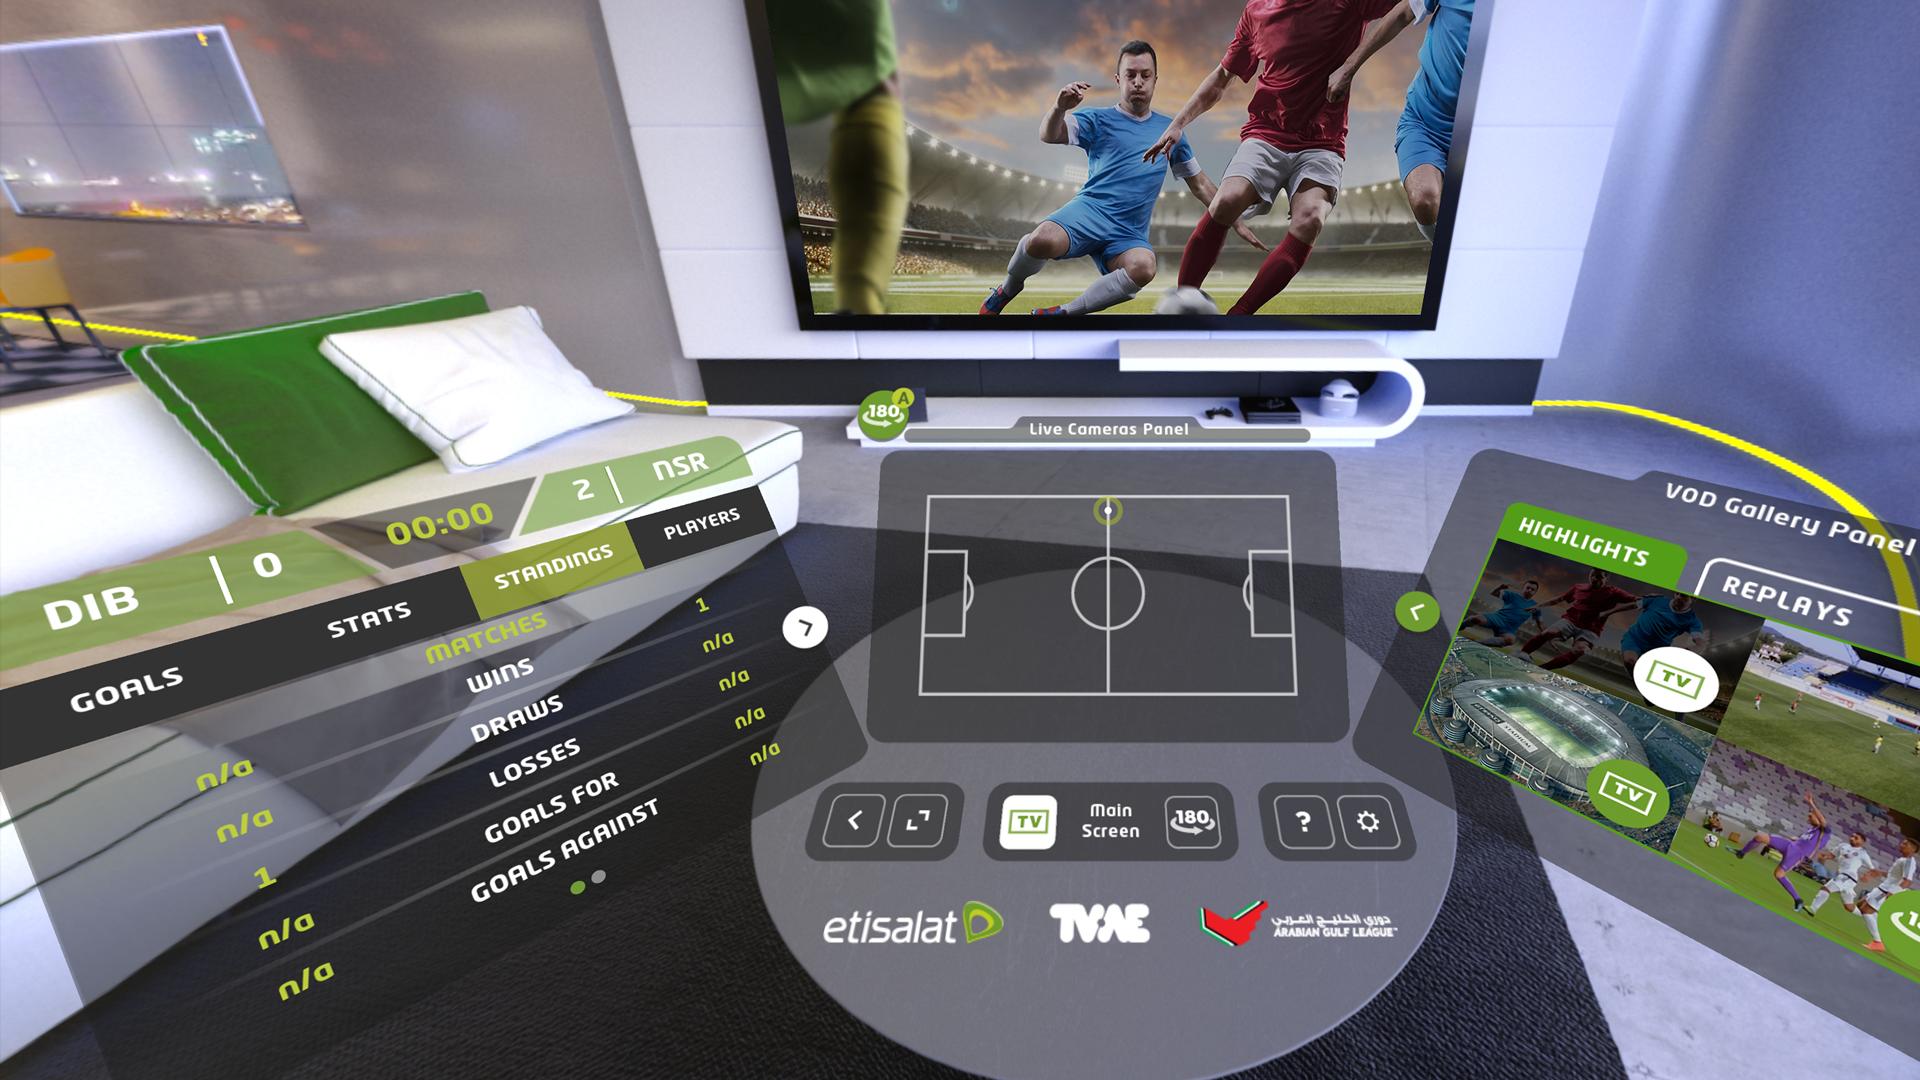 DIB | 0
00:00
2 | NSR
GOALS
STATS
STANDINGS
PLAYERS
MATCHES 1
n/a WINS n/a
n/a DRAWS n/a
1 LOSSES n/a
n/a GOALS FOR n/a
n/a GOALS AGAINST
180
A
Live Cameras Panel
VOD Gallery Panel
HIGHLIGHTS
REPLAYS
TV
TV
TV
Main
Screen
180
?
etisalat
TVAE
دوري الخليج العربي
ARABIAN GULF LEAGUE™